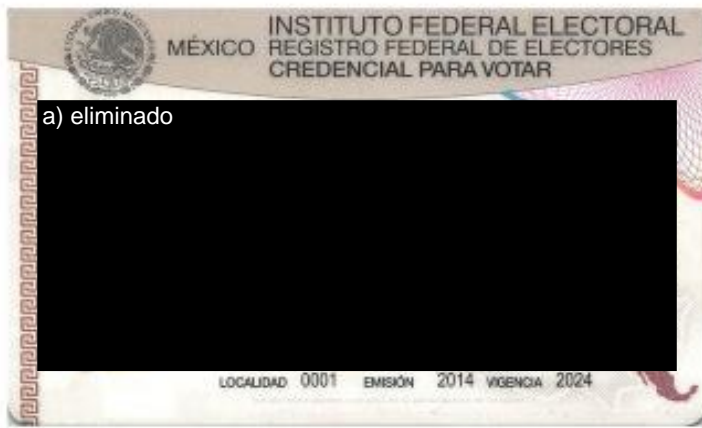 INSTITUTO FEDERAL ELECTORAL
MÉXICO REGISTRO FEDERAL DE ELECTORES
CREDENCIAL PARA VOTAR
a) eliminado
LOCALIDAD 0001 EMISIÓN 2014 VIGENCIA 2024